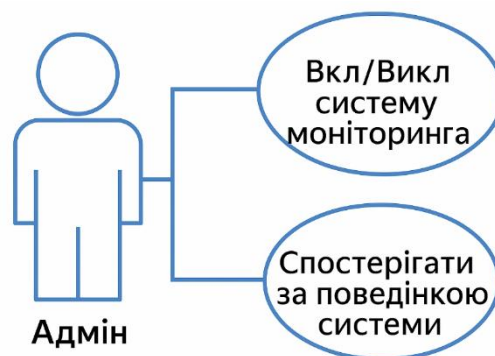 Вкл/Викл
систему
моніторинга
Спостерігати
за поведінкою
системи
Адмін